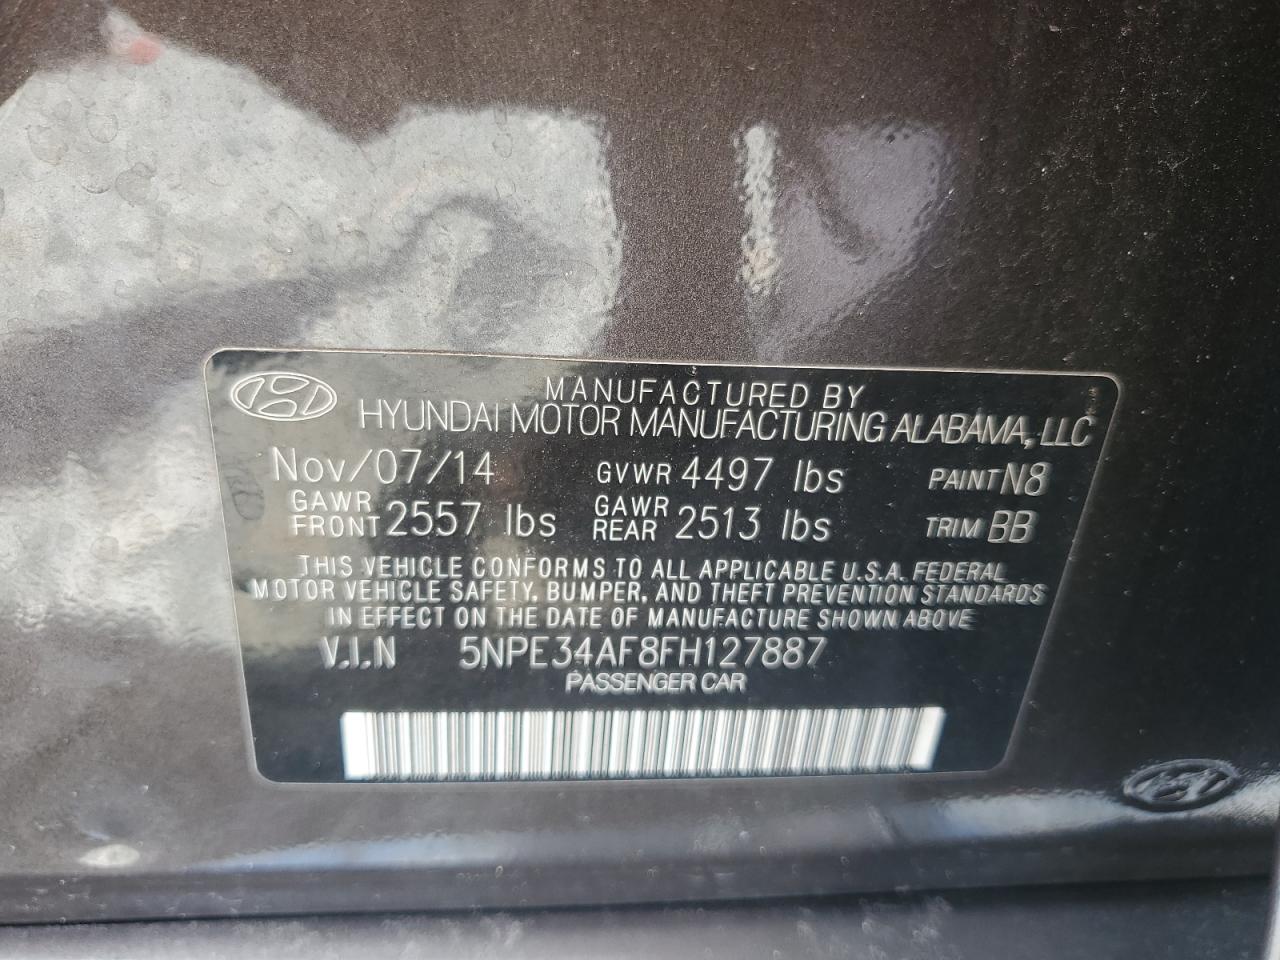 MANUFACTURED BY
HYUNDAI MOTOR MANUFACTURING ALABAMA, LLC
Nov/07/14 GVWR 4497 lbs PAINT N8
GAWR FRONT 2557 lbs GAWR REAR 2513 lbs TRIM BB
THIS VEHICLE CONFORMS TO ALL APPLICABLE U.S.A. FEDERAL
MOTOR VEHICLE SAFETY, BUMPER, AND THEFT PREVENTION STANDARDS
IN EFFECT ON THE DATE OF MANUFACTURE SHOWN ABOVE
V.I.N 5NPE34AF8FH127887
PASSENGER CAR